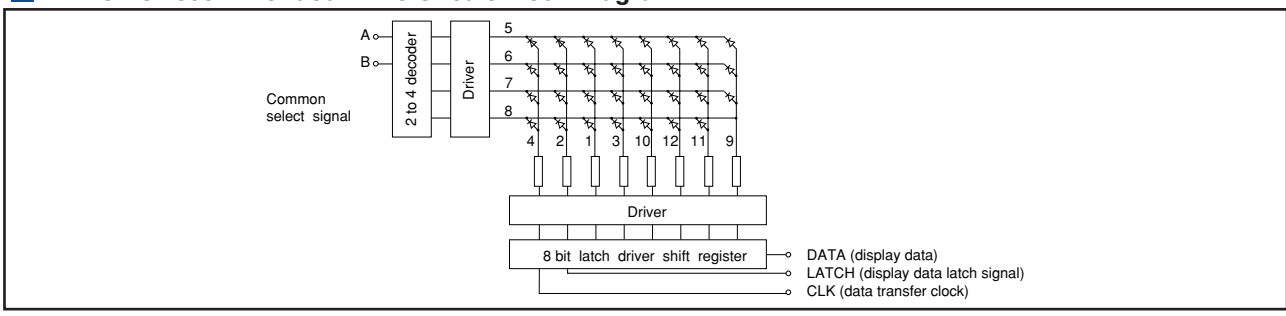 A
B
Common
select signal
2 to 4 decoder
Driver
5
6
7
8
4 2 1 3 10 12 11 9
Driver
8 bit latch driver shift register
DATA (display data)
LATCH (display data latch signal)
CLK (data transfer clock)